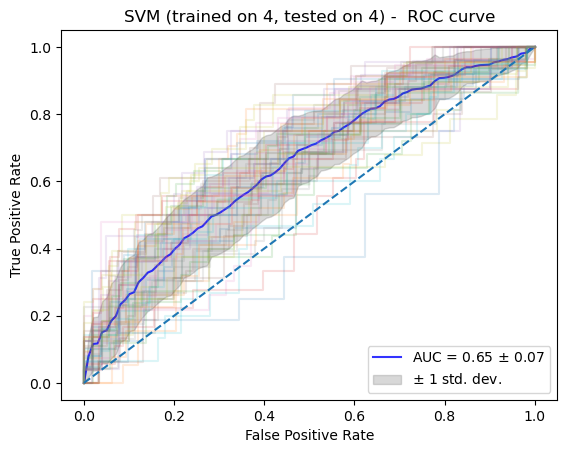 SVM (trained on 4, tested on 4) -  ROC curve
True Positive Rate
1.0
0.8
0.6
0.4
0.2
0.0
AUC = 0.65 ± 0.07
± 1 std. dev.
0.0 0.2 0.4 0.6 0.8 1.0
False Positive Rate